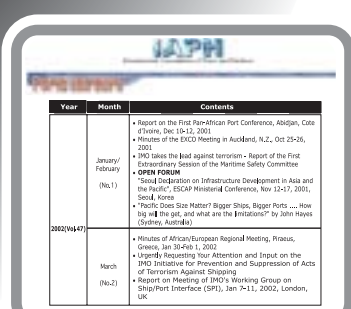 IAPH
Year Month Contents
• Report on the First Pan-African Port Conference, Abidjan, Cote
d'Ivoire, Dec 10-12, 2001
• Minutes of the EXCO Meeting in Auckland, N.Z., Oct 25-26,
2001
• IMO takes the lead against terrorism - Report of the First
Extraordinary Session of the Maritime Safety Committee
• OPEN FORUM
"Seoul Declaration on Infrastructure Development in Asia and
the Pacific", ESCAP Ministerial Conference, Nov 12-17, 2001,
Seoul, Korea
• "Pacific Does Size Matter? Bigger Ships, Bigger Ports .... How
big will the get, and what are the limitations?" by John Hayes
(Sydney, Australia)
January/
February
(No,1)
2002(Vol,47)
• Minutes of African/European Regional Meeting, Piraeus,
Greece, Jan 30-Feb 1, 2002
• Urgently Requesting Your Attention and Input on the
IMO Initiative for Prevention and Suppression of Acts
of Terrorism Against Shipping
• Report on Meeting of IMO's Working Group on
Ship/Port Interface (SPI), Jan 7-11, 2002, London,
UK
March
(No.2)